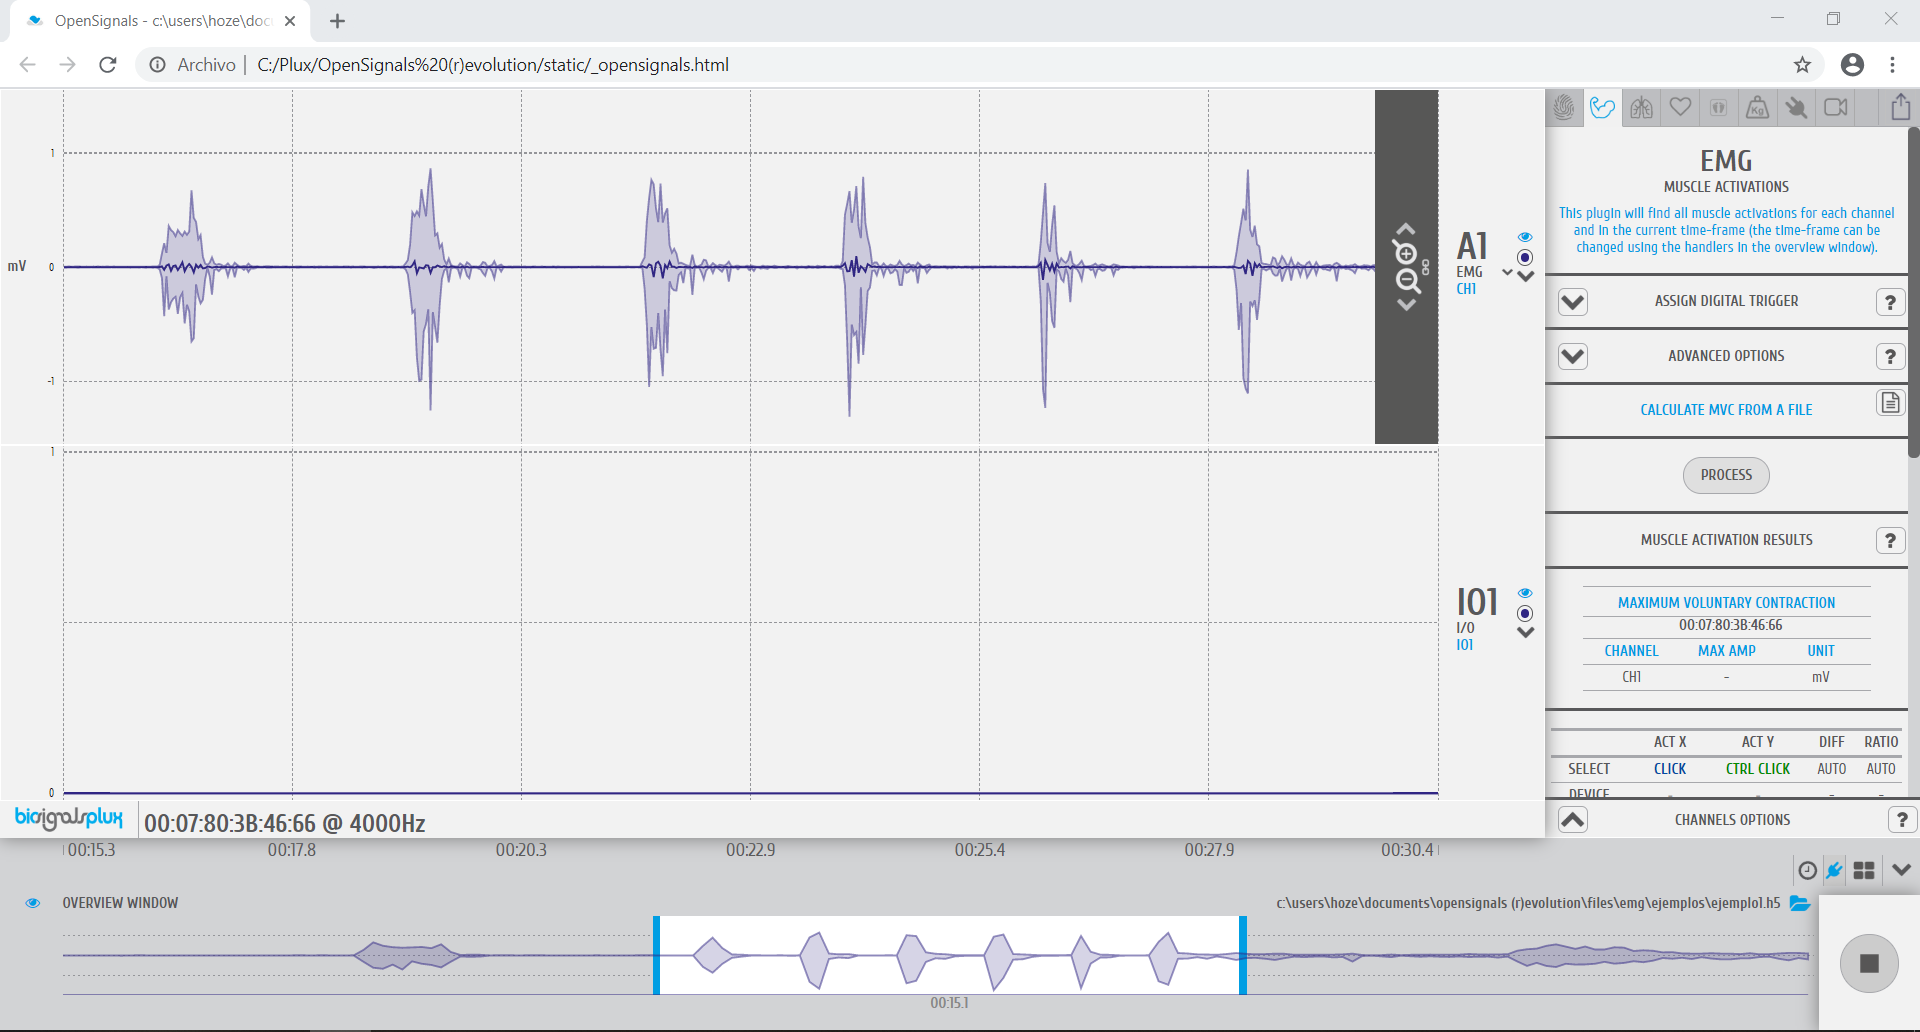 OpenSignals - c:\users\hoze\doc
Archivo | C:/Plux/OpenSignals%20(r)evolution/static/_opensignals.html
1
mV
0
-1
A1
EMG
CH1
1
0
I01
I/O
I01
EMG
MUSCLE ACTIVATIONS
This plugin will find all muscle activations for each channel
and in the current time-frame (the time-frame can be
changed using the handlers in the overview window).
ASSIGN DIGITAL TRIGGER
?
ADVANCED OPTIONS
?
CALCULATE MVC FROM A FILE
PROCESS
MUSCLE ACTIVATION RESULTS
?
MAXIMUM VOLUNTARY CONTRACTION
00:07:80:3B:46:66
CHANNEL MAX AMP UNIT
CH1 - mV
ACT X ACT Y DIFF RATIO
SELECT CLICK CTRL CLICK AUTO AUTO
DEVICE - - - -
CHANNELS OPTIONS
?
biosignalsplux
00:07:80:3B:46:66 @ 4000Hz
00:15.3 00:17.8 00:20.3 00:22.9 00:25.4 00:27.9 00:30.4
OVERVIEW WINDOW
c:\users\hoze\documents\opensignals (r)evolution\files\emg\ejemplos\ejemplo1.h5
00:15.1